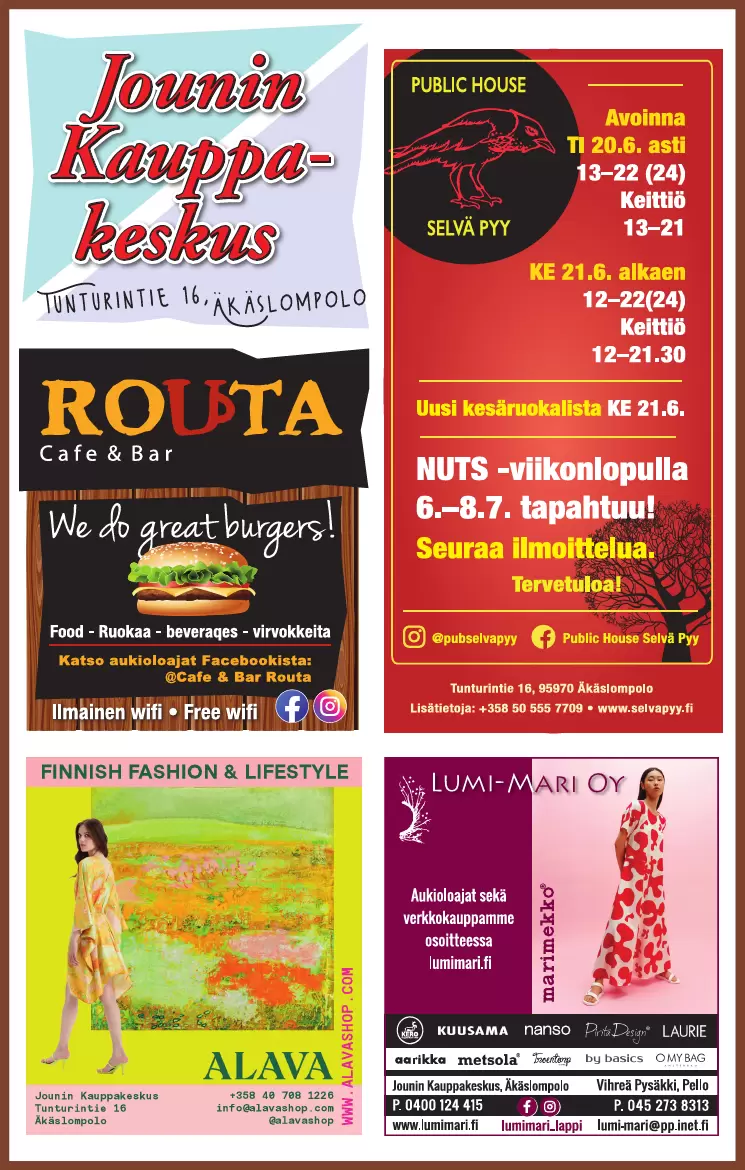 Jounin
Kauppa-
keskus
TUNTURINTIE 16, ÄKÄSLOMPOLO
ROUTA
Cafe & Bar
We do great burgers!
Food - Ruokaa - beverages - virvokkeita
Katso aukioloajat Facebookista:
@Cafe & Bar Routa
Ilmainen wifi • Free wifi
PUBLIC HOUSE
SELVÄ PYY
Avoinna
TI 20.6. asti
13–22 (24)
Keittiö
13–21
KE 21.6. alkaen
12–22(24)
Keittiö
12–21.30
Uusi kesäruokalista KE 21.6.
NUTS -viikonlopulla
6.–8.7. tapahtuu!
Seuraa ilmoittelua.
Tervetuloa!
@pubselvapyy Public House Selvä Pyy
Tunturintie 16, 95970 Äkäslompolo
Lisätietoja: +358 50 555 7709 • www.selvapyy.fi
FINNISH FASHION & LIFESTYLE
WWW.ALAVASHOP.COM
ALAVA
Jounin Kauppakeskus
Tunturintie 16
Äkäslompolo
+358 40 708 1226
info@alavashop.com
@alavashop
LUMI-MARI OY
Aukioloajat sekä
verkkokauppamme
osoitteessa
lumimari.fi
marimekko®
KERO KUUSAMA nanso Pirita Design® LAURIE
aarikka metsola® by basics O MY BAG
Jounin Kauppakeskus, Äkäslompolo
P. 0400 124 415
www.lumimari.fi
lumimari_lappi
Vihreä Pysäkki, Pello
P. 045 273 8313
lumi-mari@pp.inet.fi